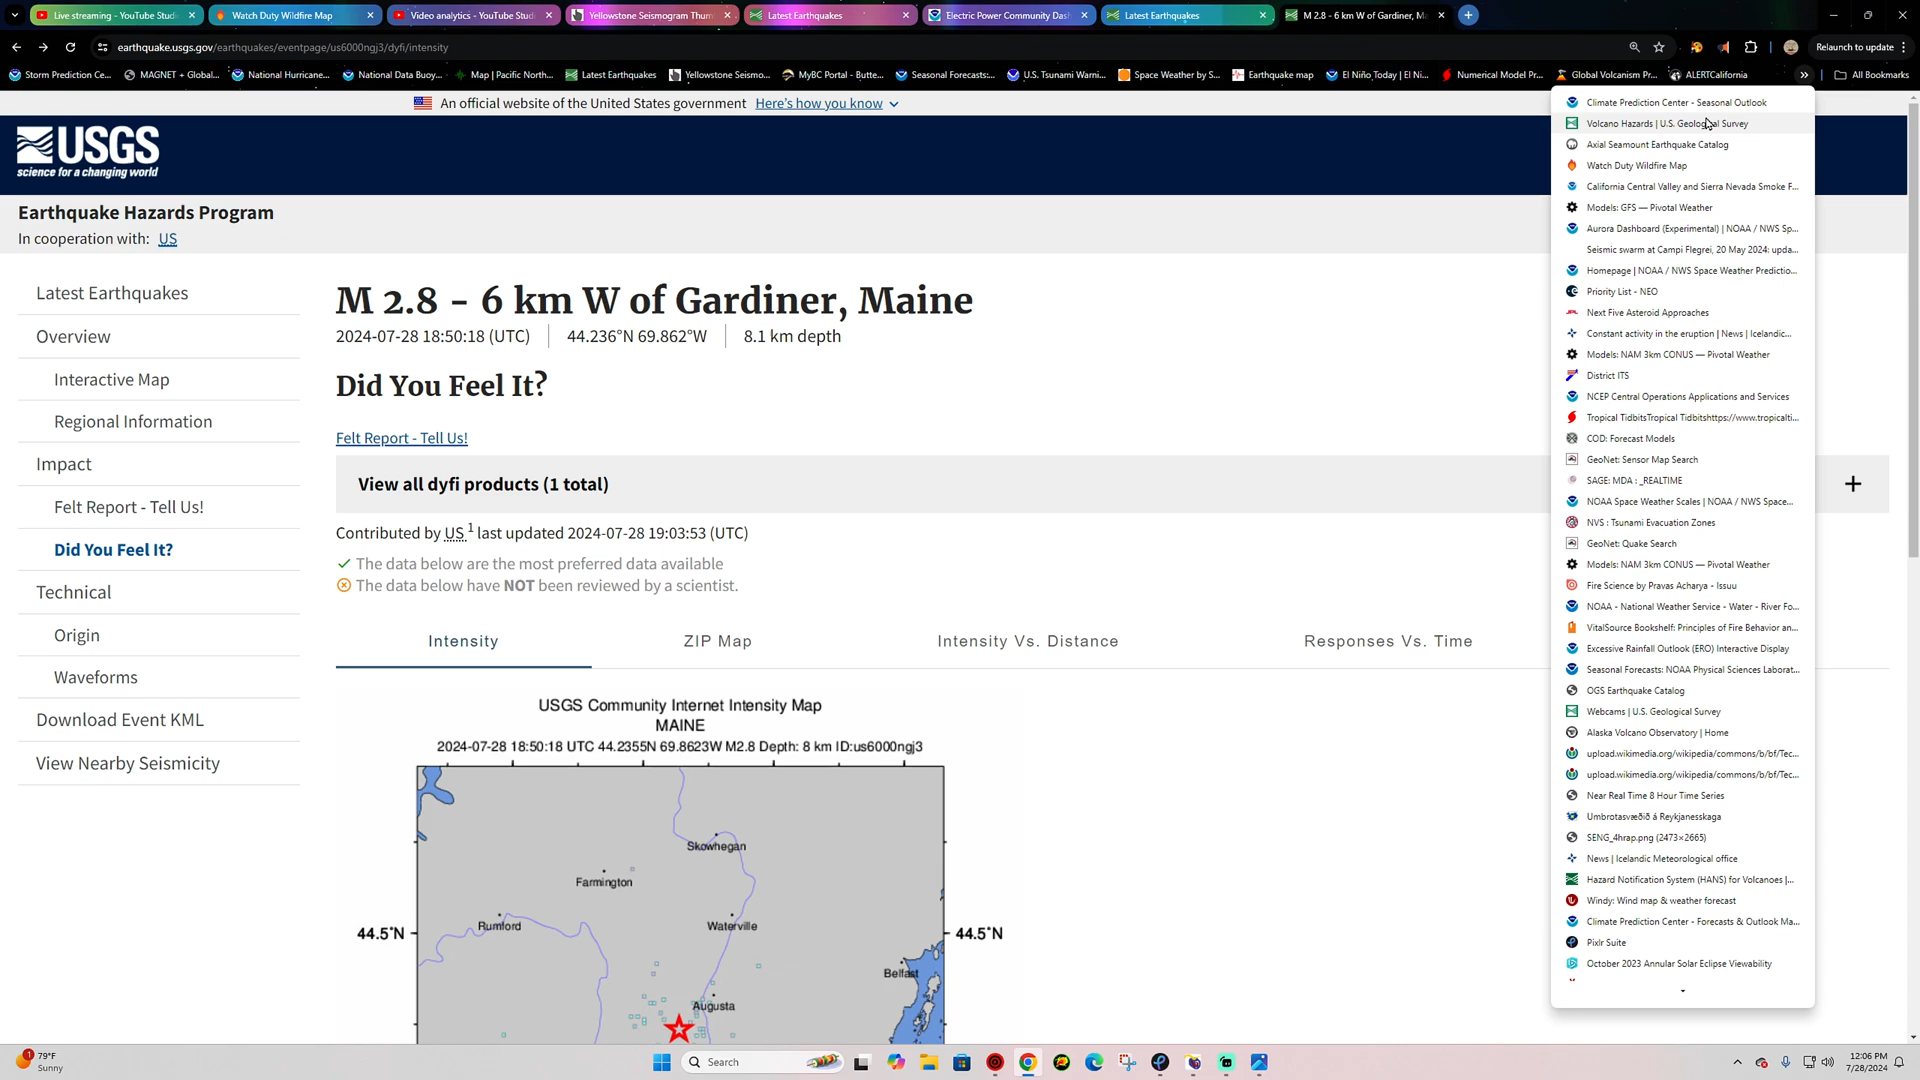 Live streaming - YouTube Studi
Watch Duty Wildfire Map
Video analytics - YouTube Studi
Yellowstone Seismogram Thum
Latest Earthquakes
Electric Power Community Das
Latest Earthquakes
M 2.8 - 6 km W of Gardiner, M
earthquake.usgs.gov/earthquakes/eventpage/us6000ngj3/dyfi/intensity
Relaunch to update
Storm Prediction Ce...
MAGNET + Global...
National Hurricane...
National Data Buoy...
Map | Pacific North...
Latest Earthquakes
Yellowstone Seismo...
MyBC Portal - Butte...
Seasonal Forecasts:...
U.S. Tsunami Warni...
Space Weather by S...
Earthquake map
El Niño Today | El Ni...
Numerical Model Pr...
Global Volcanism Pr...
ALERTCalifornia
All Bookmarks
An official website of the United States government Here's how you know
USGS
science for a changing world
Earthquake Hazards Program
In cooperation with: US
Latest Earthquakes
Overview
Interactive Map
Regional Information
Impact
Felt Report - Tell Us!
Did You Feel It?
Technical
Origin
Waveforms
Download Event KML
View Nearby Seismicity
M 2.8 - 6 km W of Gardiner, Maine
2024-07-28 18:50:18 (UTC) 44.236°N 69.862°W 8.1 km depth
Did You Feel It?
Felt Report - Tell Us!
View all dyfi products (1 total)
+
Contributed by US 1 last updated 2024-07-28 19:03:53 (UTC)
The data below are the most preferred data available
The data below have NOT been reviewed by a scientist.
Intensity ZIP Map Intensity Vs. Distance Responses Vs. Time
USGS Community Internet Intensity Map
MAINE
2024-07-28 18:50:18 UTC 44.2355N 69.8623W M2.8 Depth: 8 km ID:us6000ngj3
Skowhegan
Farmington
Rumford
Waterville
44.5°N
44.5°N
Belfast
Augusta
Climate Prediction Center - Seasonal Outlook
Volcano Hazards | U.S. Geological Survey
Axial Seamount Earthquake Catalog
Watch Duty Wildfire Map
California Central Valley and Sierra Nevada Smoke F...
Models: GFS — Pivotal Weather
Aurora Dashboard (Experimental) | NOAA / NWS Sp...
Seismic swarm at Campi Flegrei, 20 May 2024: upda...
Homepage | NOAA / NWS Space Weather Predictio...
Priority List - NEO
Next Five Asteroid Approaches
Constant activity in the eruption | News | Icelandic...
Models: NAM 3km CONUS — Pivotal Weather
District ITS
NCEP Central Operations Applications and Services
Tropical TidbitsTropical Tidbitshttps://www.tropicalti...
COD: Forecast Models
GeoNet: Sensor Map Search
SAGE: MDA : _REALTIME
NOAA Space Weather Scales | NOAA / NWS Space...
NVS : Tsunami Evacuation Zones
GeoNet: Quake Search
Models: NAM 3km CONUS — Pivotal Weather
Fire Science by Pravas Acharya - Issuu
NOAA - National Weather Service - Water - River Fo...
VitalSource Bookshelf: Principles of Fire Behavior an...
Excessive Rainfall Outlook (ERO) Interactive Display
Seasonal Forecasts: NOAA Physical Sciences Laborat...
OGS Earthquake Catalog
Webcams | U.S. Geological Survey
Alaska Volcano Observatory | Home
upload.wikimedia.org/wikipedia/commons/b/bf/Tec...
upload.wikimedia.org/wikipedia/commons/b/bf/Tec...
Near Real Time 8 Hour Time Series
Umbrotasvæðið á Reykjanesskaga
SENG_4hrap.png (2473×2665)
News | Icelandic Meteorological office
Hazard Notification System (HANS) for Volcanoes |...
Windy: Wind map & weather forecast
Climate Prediction Center - Forecasts & Outlook Ma...
Pixlr Suite
October 2023 Annular Solar Eclipse Viewability
1
79°F
Sunny
Search
12:06 PM
7/28/2024